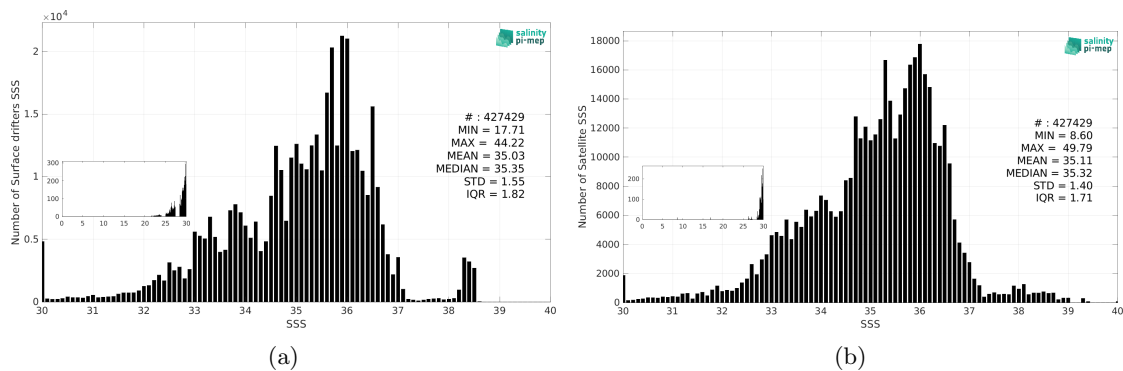 ×10⁴
2
1.5
1
0.5
0
Number of Surface drifters SSS
30 31 32 33 34 35 36 37 38 39 40
SSS
salinity
pi-mep
# : 427429
MIN = 17.71
MAX = 44.22
MEAN = 35.03
MEDIAN = 35.35
STD = 1.55
IQR = 1.82
300
200
100
0
0 5 10 15 20 25 30
(a)
18000
16000
14000
12000
10000
8000
6000
4000
2000
0
Number of Satellite SSS
30 31 32 33 34 35 36 37 38 39 40
SSS
salinity
pi-mep
# : 427429
MIN = 8.60
MAX = 49.79
MEAN = 35.11
MEDIAN = 35.32
STD = 1.40
IQR = 1.71
200
100
0
0 5 10 15 20 25 30
(b)